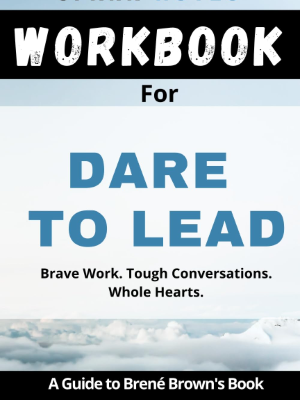 WORKBOOK
For
DARE
TO LEAD
Brave Work. Tough Conversations.
Whole Hearts.
A Guide to Brené Brown's Book